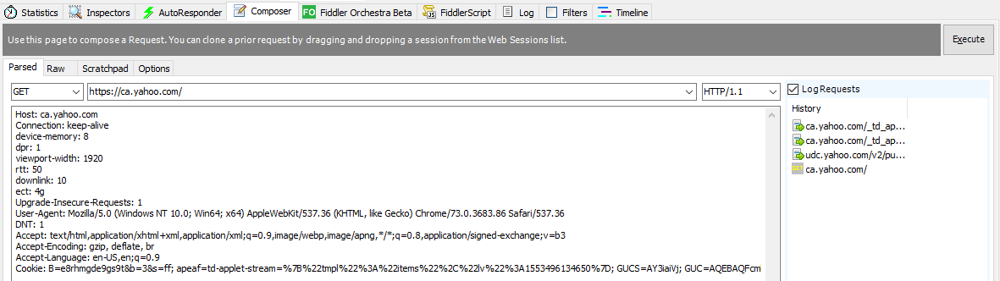 Statistics Inspectors AutoResponder Composer FO Fiddler Orchestra Beta JS FiddlerScript Log Filters Timeline
Use this page to compose a Request. You can clone a prior request by dragging and dropping a session from the Web Sessions list. Execute
Parsed Raw Scratchpad Options
GET https://ca.yahoo.com/ HTTP/1.1
Log Requests
Host: ca.yahoo.com
Connection: keep-alive
device-memory: 8
dpr: 1
viewport-width: 1920
rtt: 50
downlink: 10
ect: 4g
Upgrade-Insecure-Requests: 1
User-Agent: Mozilla/5.0 (Windows NT 10.0; Win64; x64) AppleWebKit/537.36 (KHTML, like Gecko) Chrome/73.0.3683.86 Safari/537.36
DNT: 1
Accept: text/html,application/xhtml+xml,application/xml;q=0.9,image/webp,image/apng,*/*;q=0.8,application/signed-exchange;v=b3
Accept-Encoding: gzip, deflate, br
Accept-Language: en-US,en;q=0.9
Cookie: B=e8rhmgde9gs9t&b=3&s=ff; apeaf=td-applet-stream=%7B%22tmpl%22%3A%22items%22%2C%22lv%22%3A1553496134650%7D; GUCS=AY3iaiVj; GUC=AQEBAQFcm
History
ca.yahoo.com/_td_ap...
ca.yahoo.com/_td_ap...
udc.yahoo.com/v2/pu...
GET ca.yahoo.com/